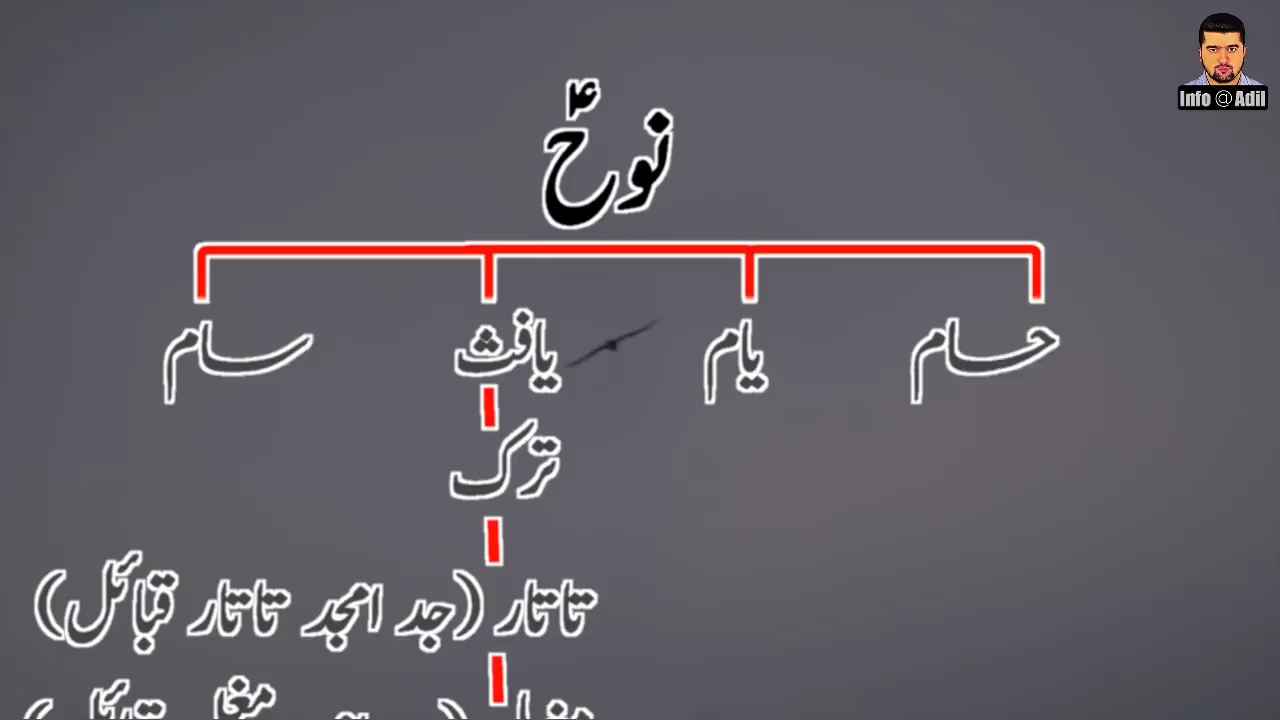 Info @ Adil
نوحؑ
حام یام یافث سام
ترک
تاتار (جد امجد تاتار قبائل)